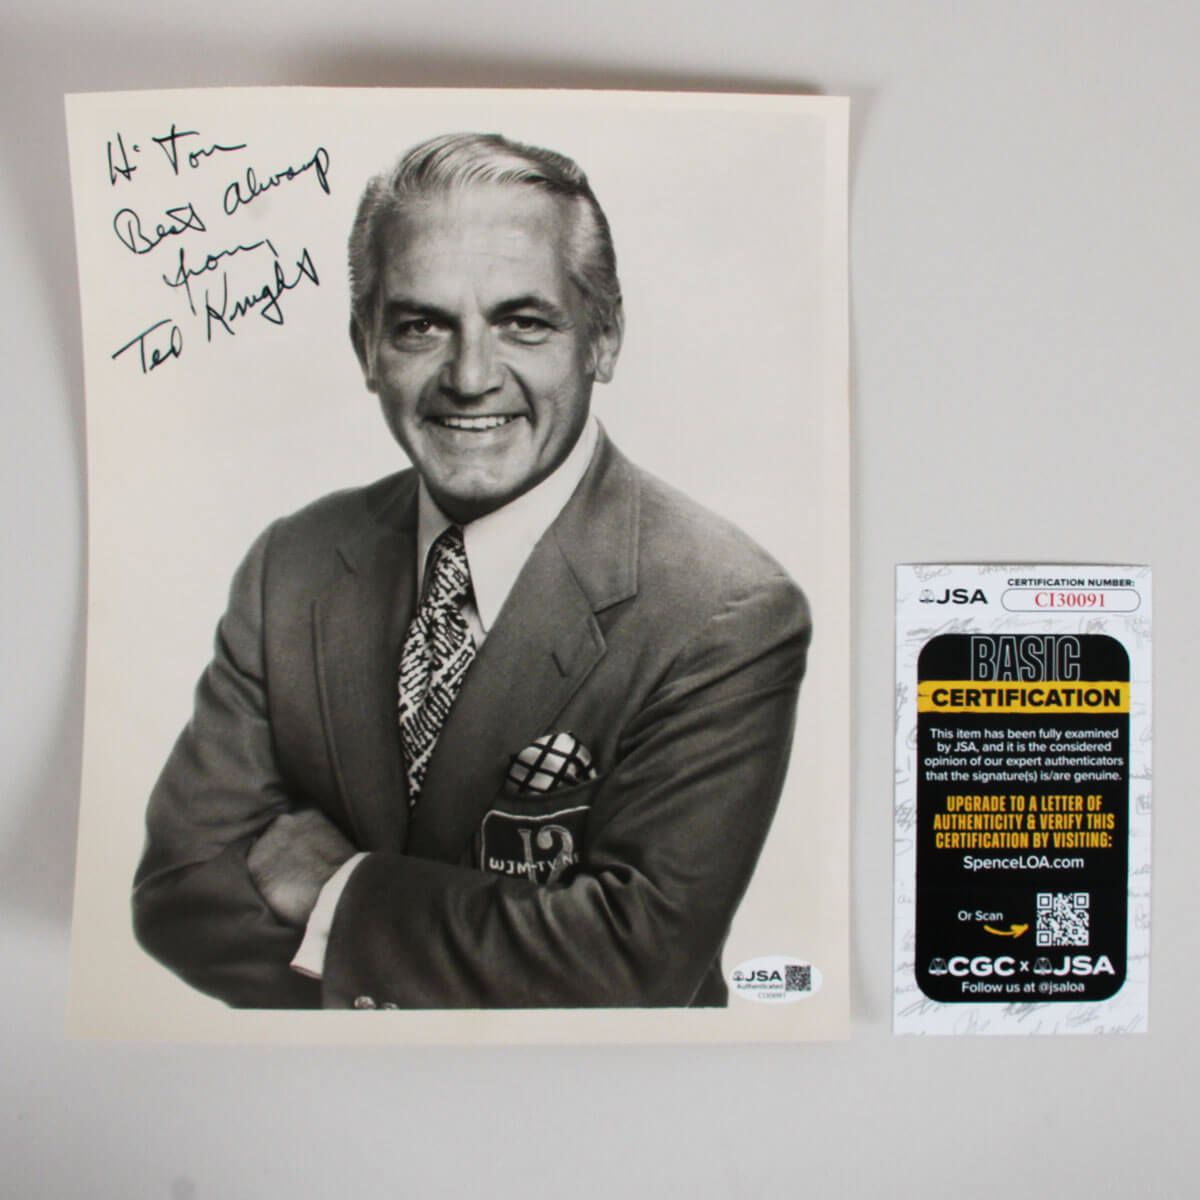 Hi Tom
Best Always
from,
Ted Knight
12
WJM-TV
JSA
Authenticated
CI30091
JSA
CERTIFICATION NUMBER:
CI30091
BASIC
CERTIFICATION
This item has been fully examined
by JSA, and it is the considered
opinion of our expert authenticators
that the signature(s) is/are genuine.
UPGRADE TO A LETTER OF
AUTHENTICITY & VERIFY THIS
CERTIFICATION BY VISITING:
SpenceLOA.com
Or Scan
CGC x JSA
Follow us at @jsaloa